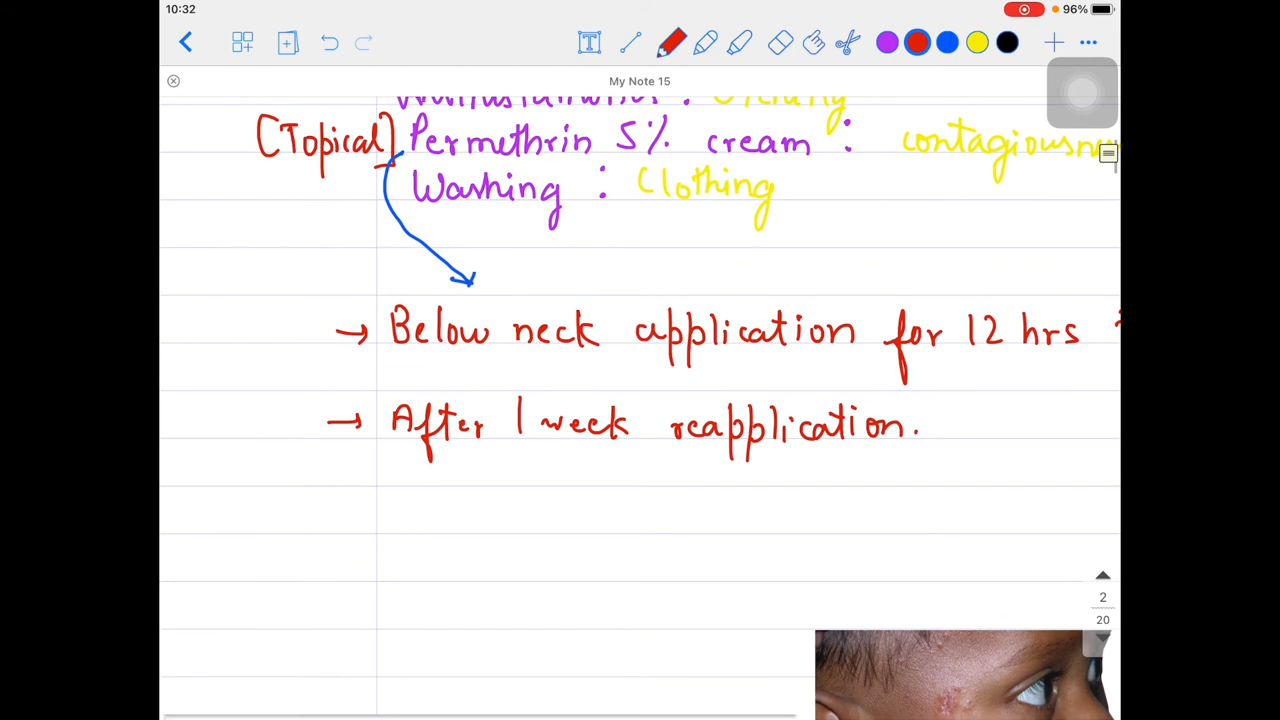 10:32
96%
My Note 15
[Topical] Permethrin 5% cream :
Washing : Clothing
→ Below neck application for 12 hrs
→ After 1 week reapplication.
2
20